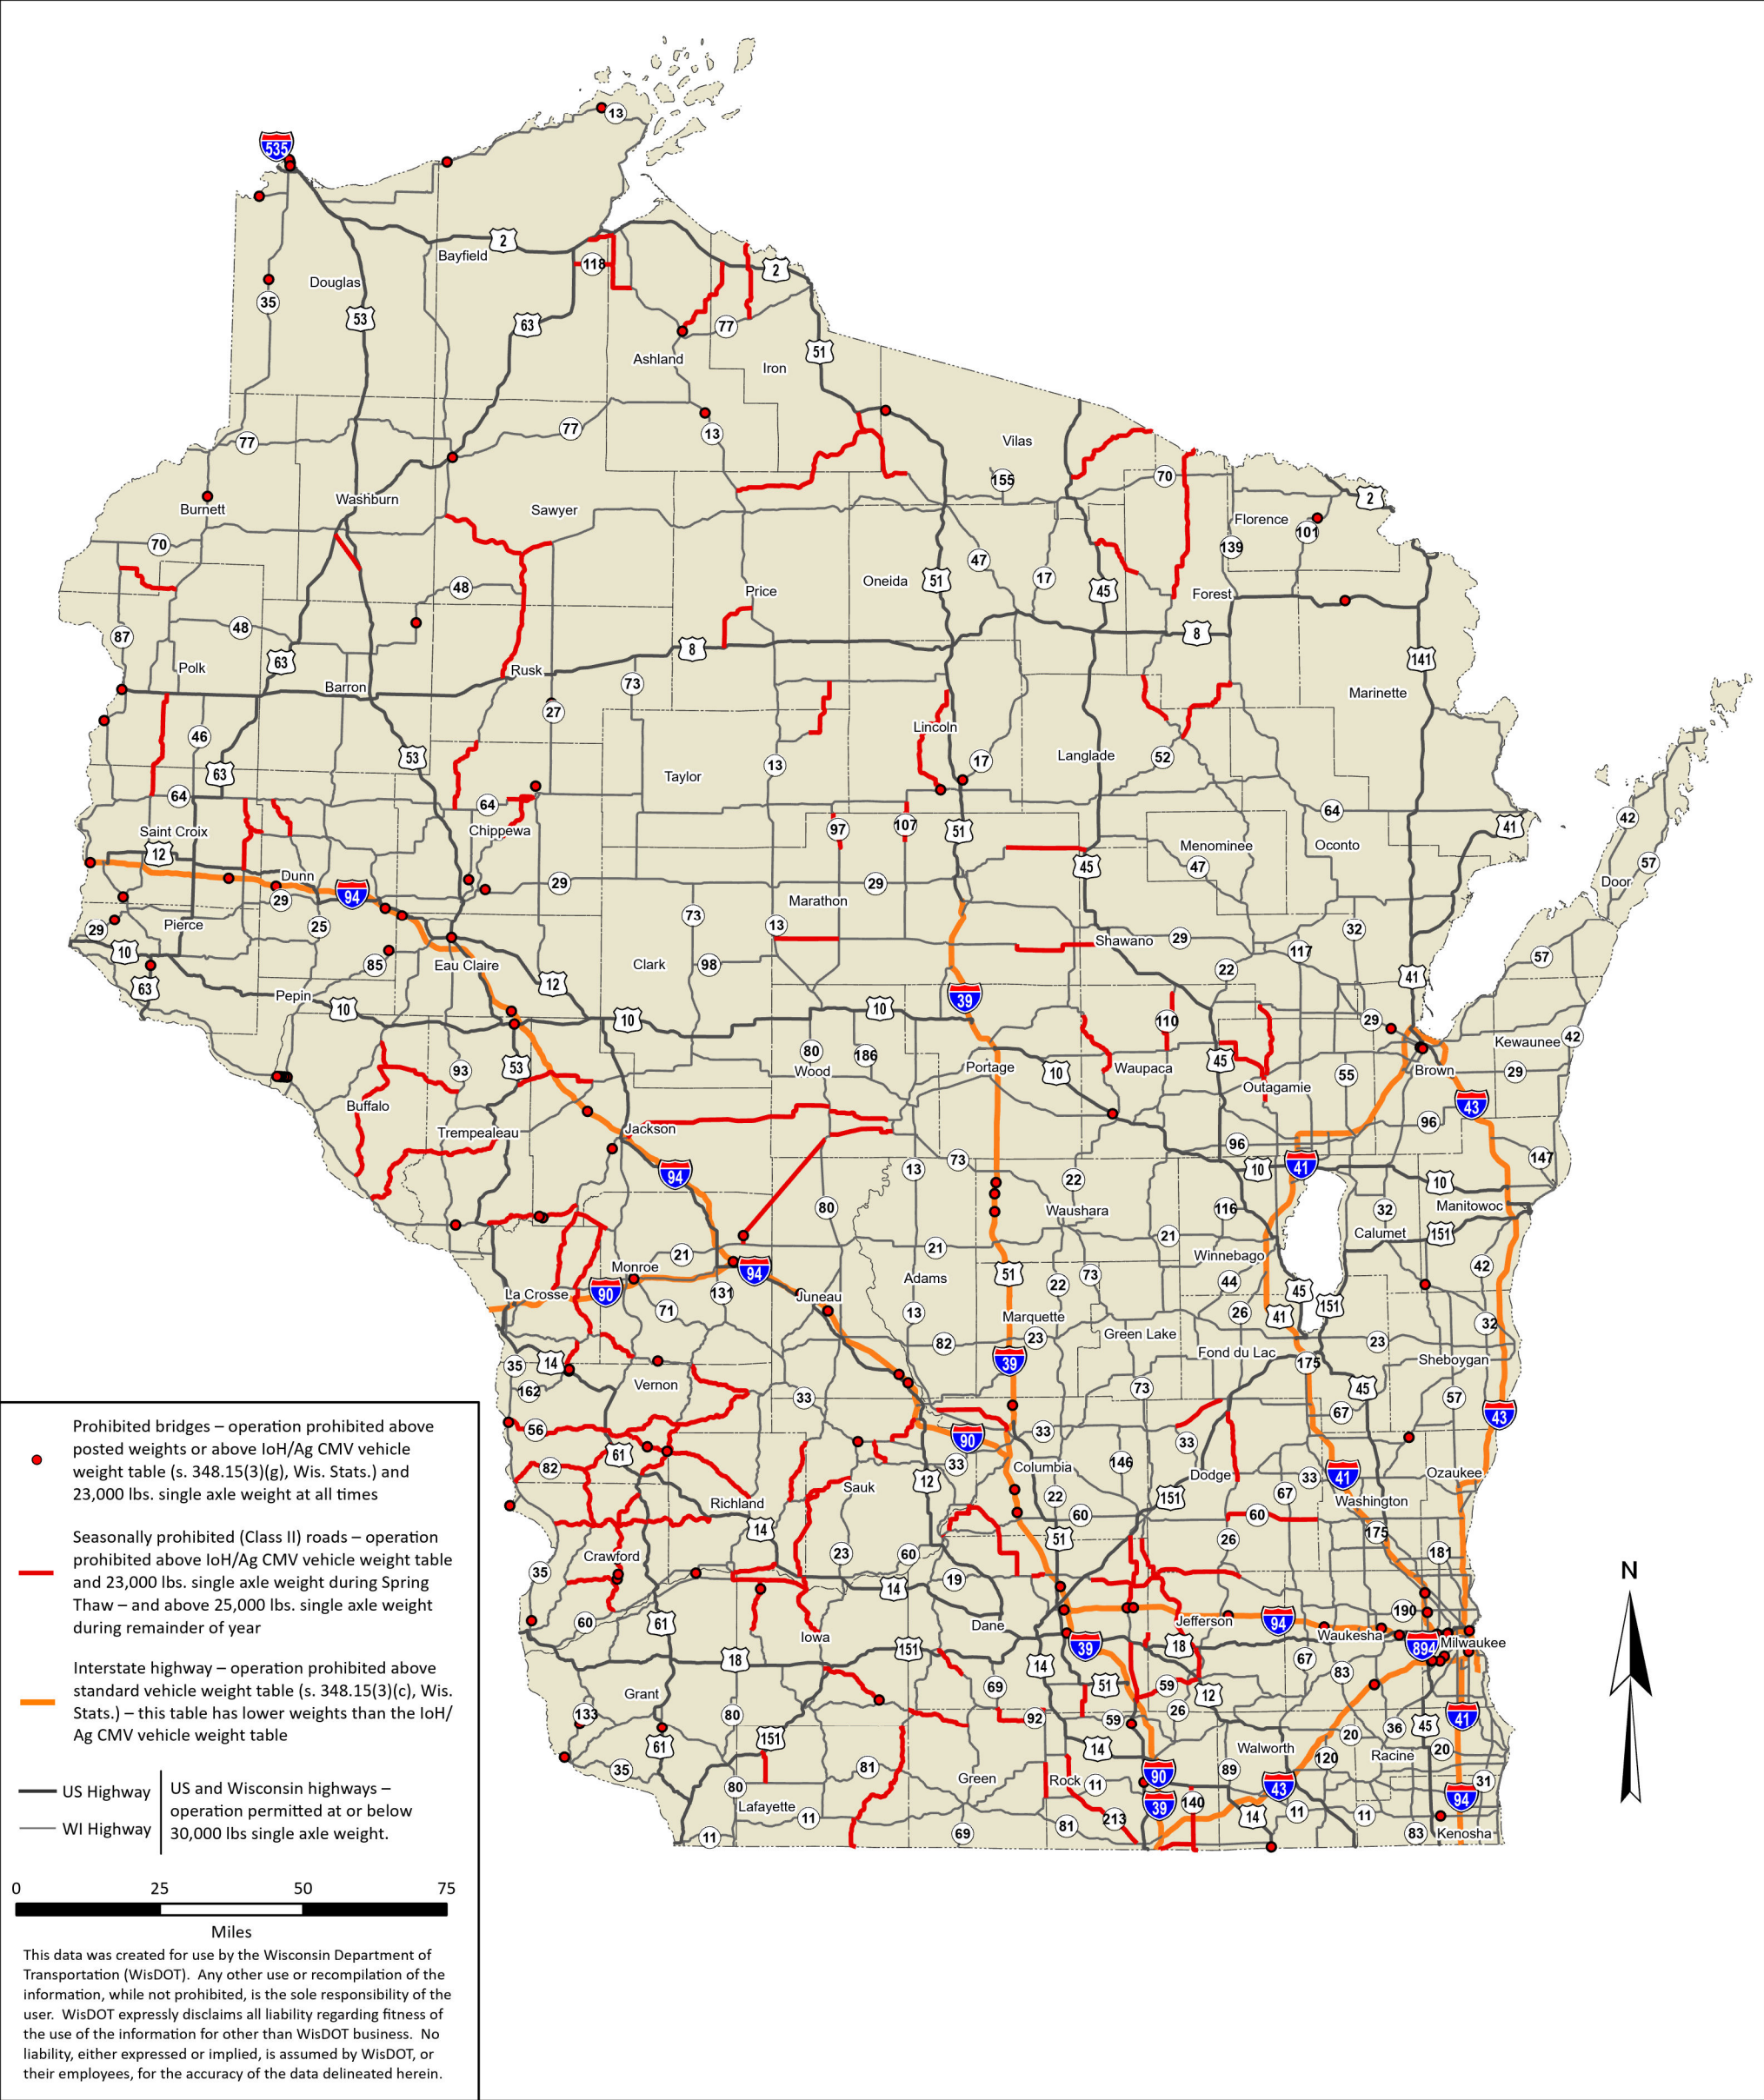 13
535
2
Bayfield
118
2
Douglas
35
53
63
77
51
Ashland
Iron
77
77
13
Vilas
155
70
2
Washburn
Burnett
Sawyer
Florence
101
70
139
47
17
48
Price
Oneida
51
45
Forest
87
48
8
8
63
141
Polk
Rusk
73
Barron
Marinette
27
46
Lincoln
53
Langlade
52
17
63
13
Taylor
64
64
64
42
Saint Croix
Chippewa
97
107
51
41
12
Menominee
Oconto
47
45
57
Dunn
29
29
Door
94
29
Marathon
73
25
Pierce
13
32
29
10
Shawano
29
117
85
Eau Claire
Clark
98
57
22
63
12
41
Pepin
39
10
10
10
110
29
42
80
186
Kewaunee
45
53
93
Wood
Portage
10
Waupaca
55
Brown
29
Outagamie
Buffalo
43
96
Trempealeau
Jackson
96
73
13
41
10
147
94
22
10
80
116
32
Manitowoc
Waushara
Calumet
151
21
21
21
Winnebago
Monroe
94
42
Adams
51
73
22
44
La Crosse
90
131
Juneau
45
151
71
13
26
41
Marquette
32
23
Green Lake
82
23
Fond du Lac
39
35
14
175
Sheboygan
Vernon
162
73
45
33
57
67
43
56
33
90
33
61
33
146
82
Columbia
12
Dodge
33
41
Ozaukee
Sauk
22
151
67
Washington
Richland
60
60
14
51
175
26
23
60
181
Crawford
35
19
14
190
60
61
Dane
Jefferson
94
Iowa
Waukesha
39
18
894
Milwaukee
151
18
14
67
83
59
51
69
12
Grant
133
80
92
59
26
41
36
45
61
151
20
14
Walworth
20
120
Racine
81
90
89
35
80
Green
Rock
11
43
31
94
Lafayette
39
140
11
213
14
11
11
11
69
81
83
Kenosha
Prohibited bridges – operation prohibited above
posted weights or above IoH/Ag CMV vehicle
weight table (s. 348.15(3)(g), Wis. Stats.) and
23,000 lbs. single axle weight at all times
Seasonally prohibited (Class II) roads – operation
prohibited above IoH/Ag CMV vehicle weight table
and 23,000 lbs. single axle weight during Spring
Thaw – and above 25,000 lbs. single axle weight
during remainder of year
Interstate highway – operation prohibited above
standard vehicle weight table (s. 348.15(3)(c), Wis.
Stats.) – this table has lower weights than the IoH/
Ag CMV vehicle weight table
US Highway
WI Highway
US and Wisconsin highways –
operation permitted at or below
30,000 lbs single axle weight.
0 25 50 75
Miles
This data was created for use by the Wisconsin Department of
Transportation (WisDOT).  Any other use or recompilation of the
information, while not prohibited, is the sole responsibility of the
user.  WisDOT expressly disclaims all liability regarding fitness of
the use of the information for other than WisDOT business.  No
liability, either expressed or implied, is assumed by WisDOT, or
their employees, for the accuracy of the data delineated herein.
N